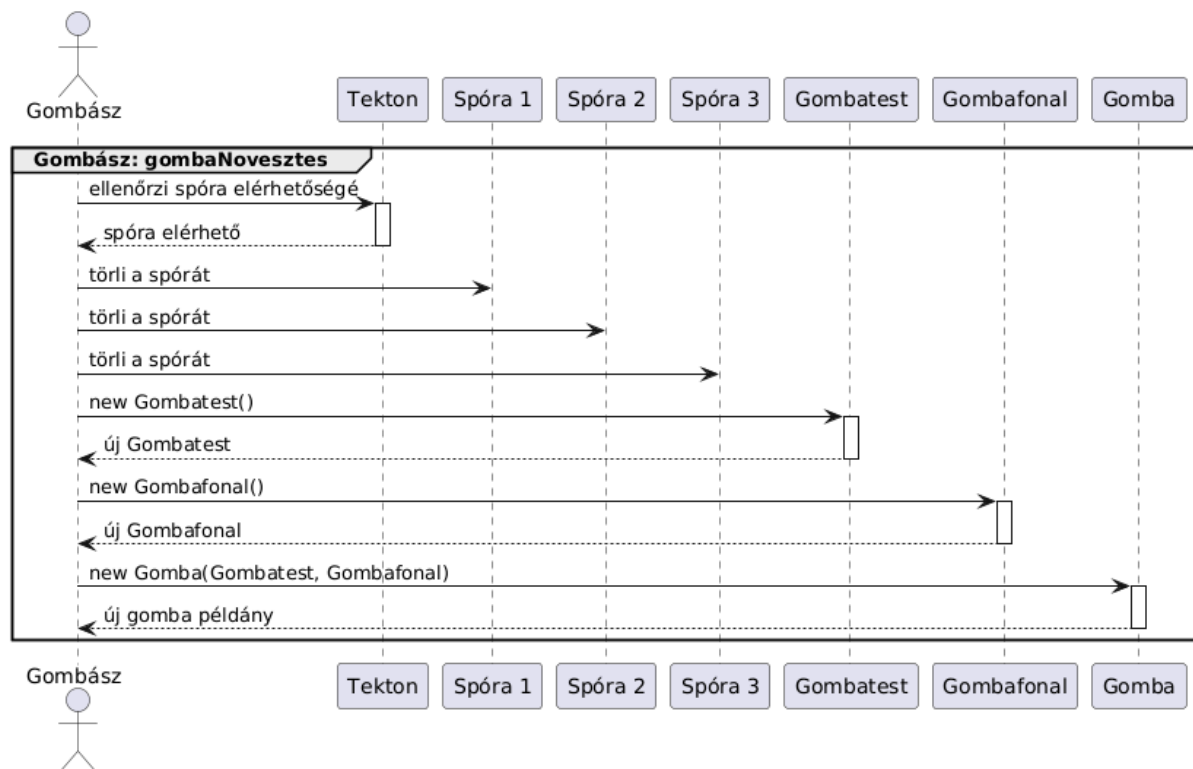 Gombász
Tekton
Spóra 1
Spóra 2
Spóra 3
Gombatest
Gombafonal
Gomba
Gombász: gombaNovesztes
ellenőrzi spóra elérhetőségé
spóra elérhető
törli a spórát
törli a spórát
törli a spórát
new Gombatest()
új Gombatest
new Gombafonal()
új Gombafonal
new Gomba(Gombatest, Gombafonal)
új gomba példány
Gombász
Tekton
Spóra 1
Spóra 2
Spóra 3
Gombatest
Gombafonal
Gomba